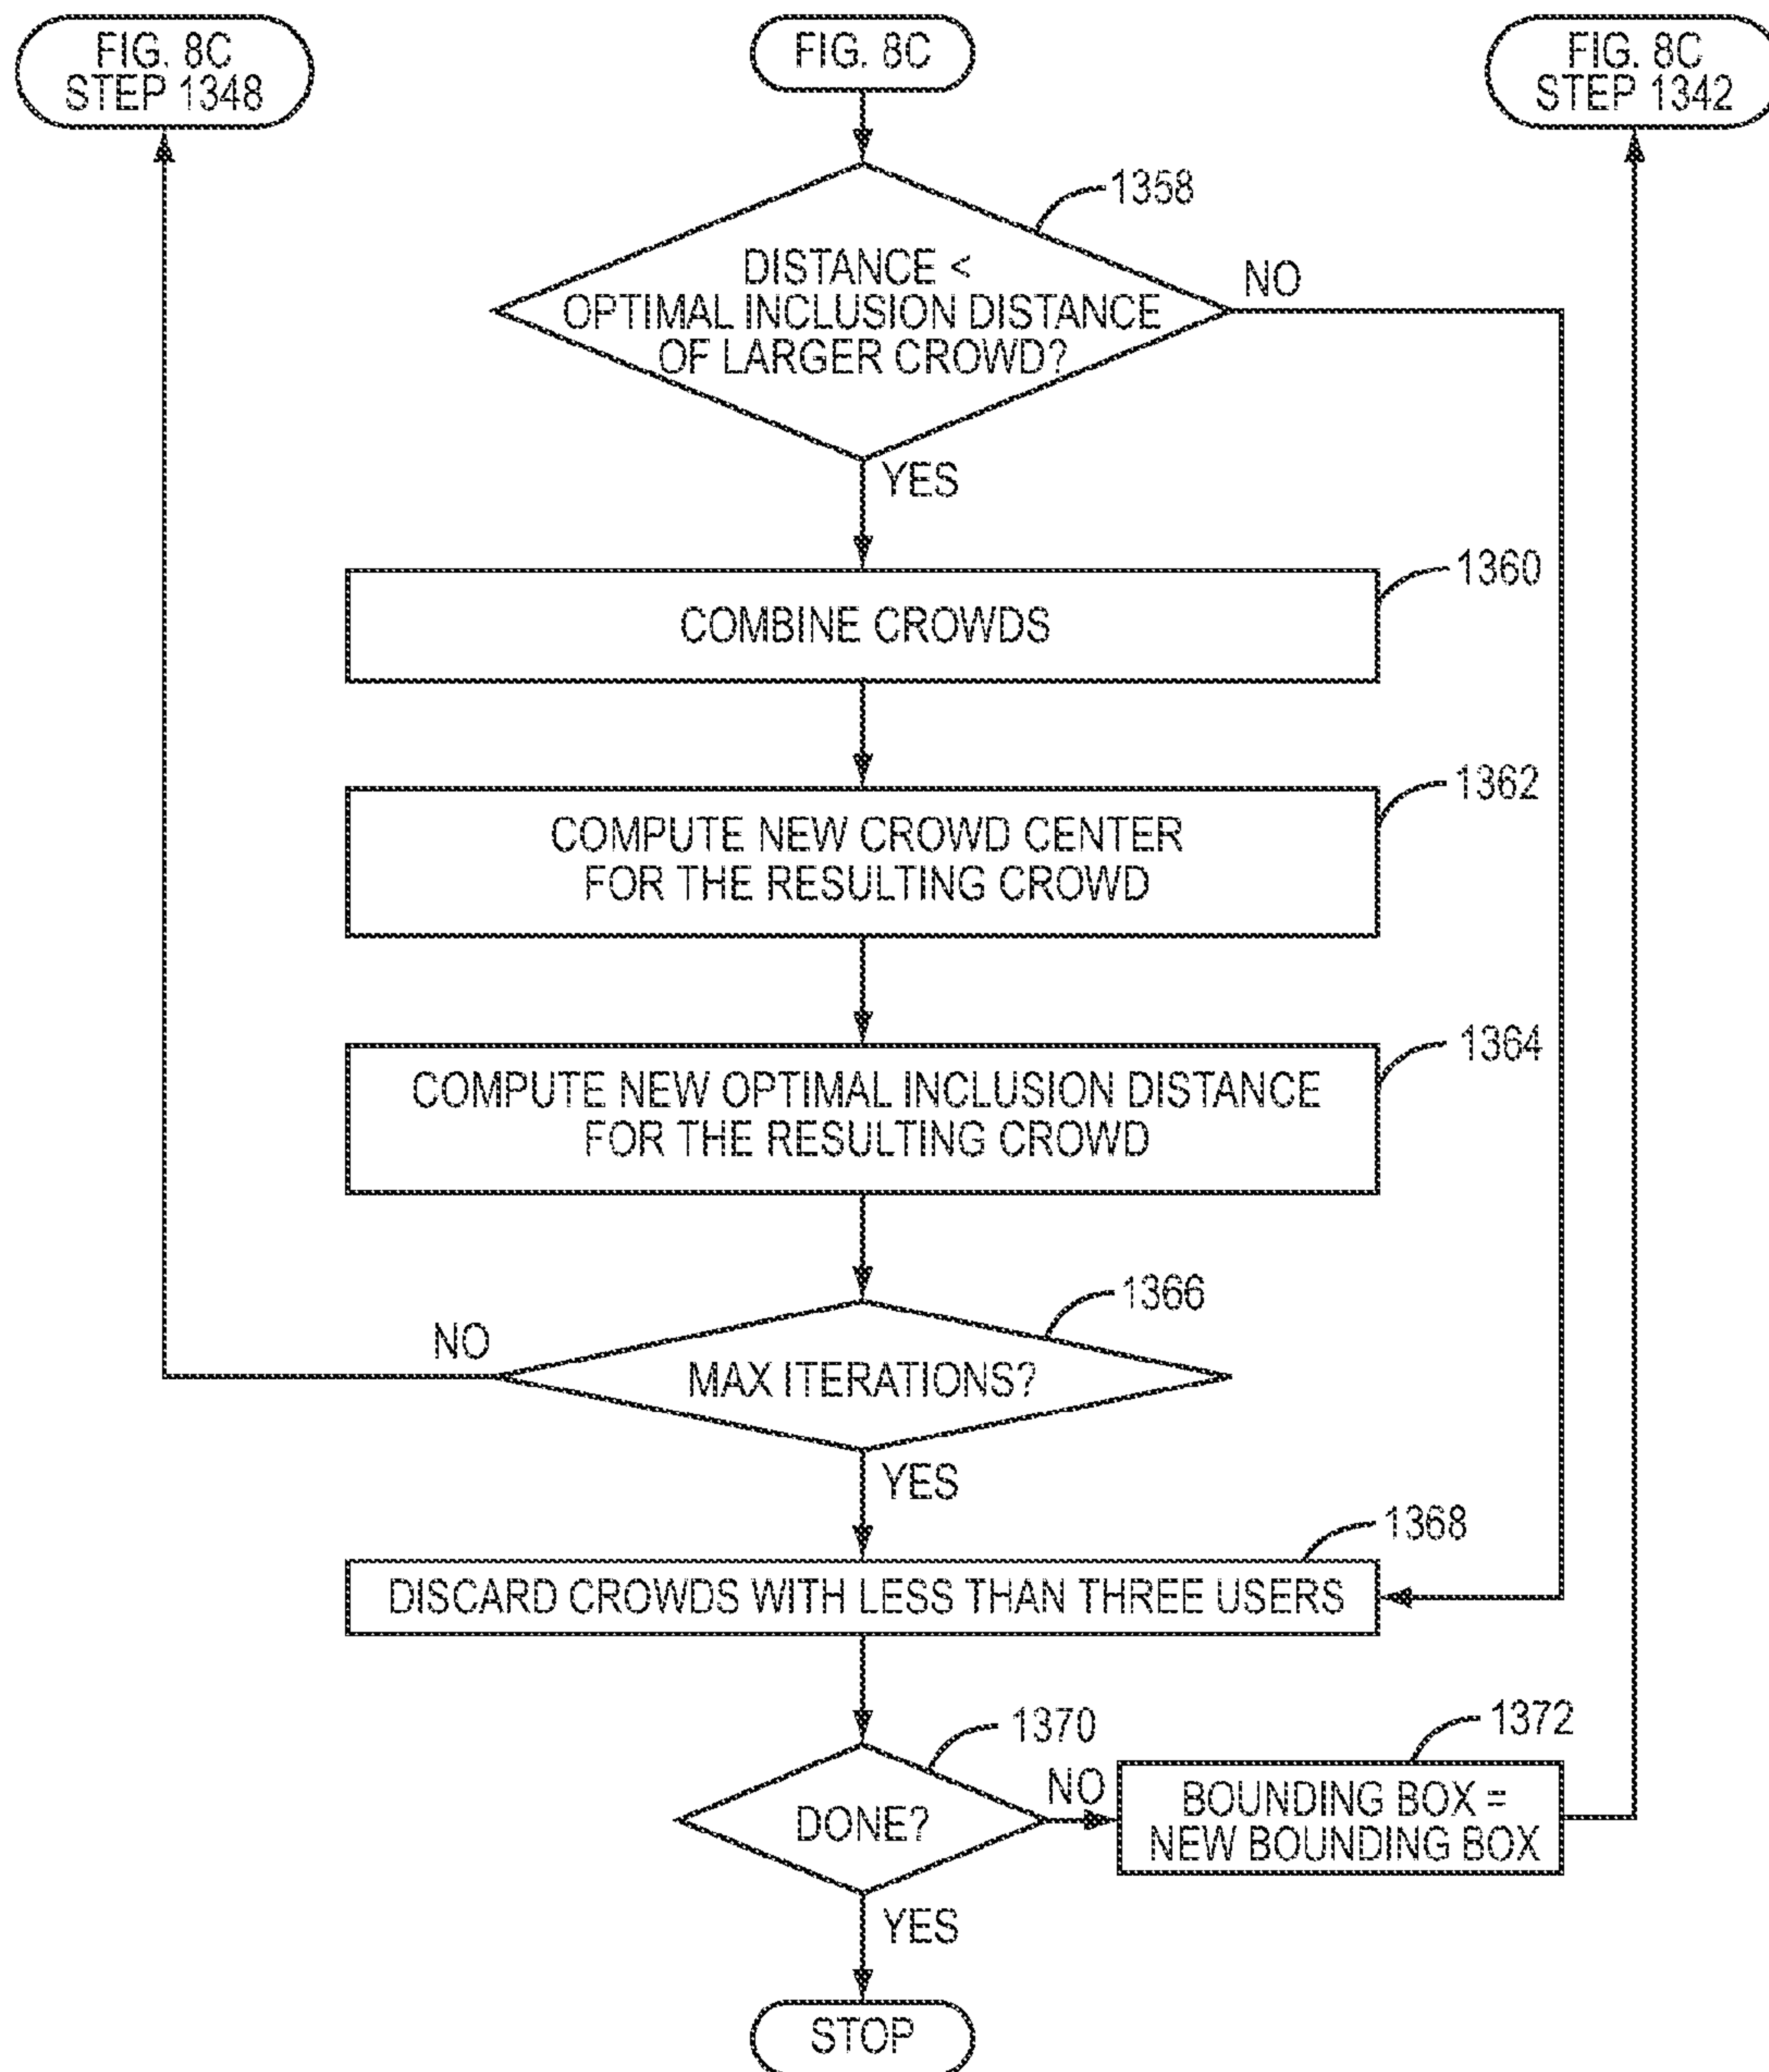 FIG. 8C
STEP 1348
FIG. 8C
FIG. 8C
STEP 1342
1358
DISTANCE <
OPTIMAL INCLUSION DISTANCE
OF LARGER CROWD?
NO
YES
1360
COMBINE CROWDS
1362
COMPUTE NEW CROWD CENTER
FOR THE RESULTING CROWD
1364
COMPUTE NEW OPTIMAL INCLUSION DISTANCE
FOR THE RESULTING CROWD
1366
NO
MAX ITERATIONS?
YES
1368
DISCARD CROWDS WITH LESS THAN THREE USERS
1370
1372
DONE?
NO
BOUNDING BOX =
NEW BOUNDING BOX
YES
STOP